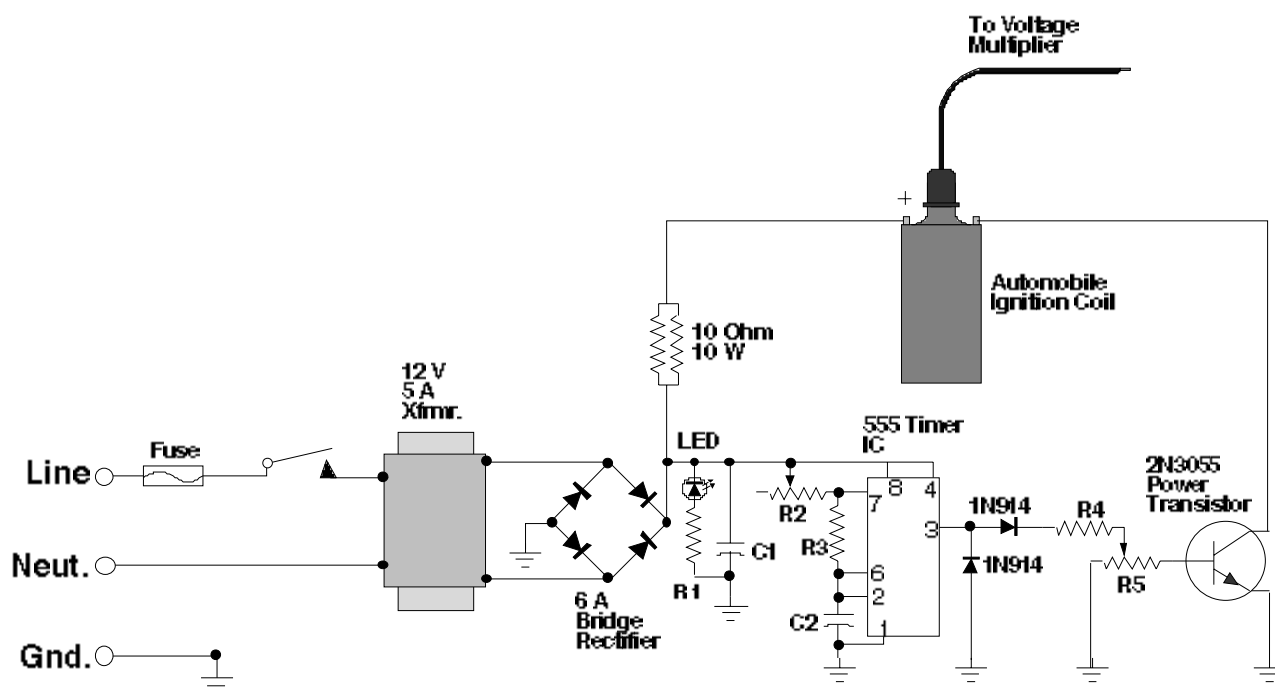 To Voltage
Multiplier
+
Automobile
Ignition Coil
10 Ohm
10 W
12 V
5 A
Xfrmr.
555 Timer
IC
Fuse
LED
Line
2N3055
Power
Transistor
8
4
7
1N914
R4
R2
3
R3
C1
1N914
Neut.
6
R5
R1
2
6 A
Bridge
Rectifier
C2
1
Gnd.